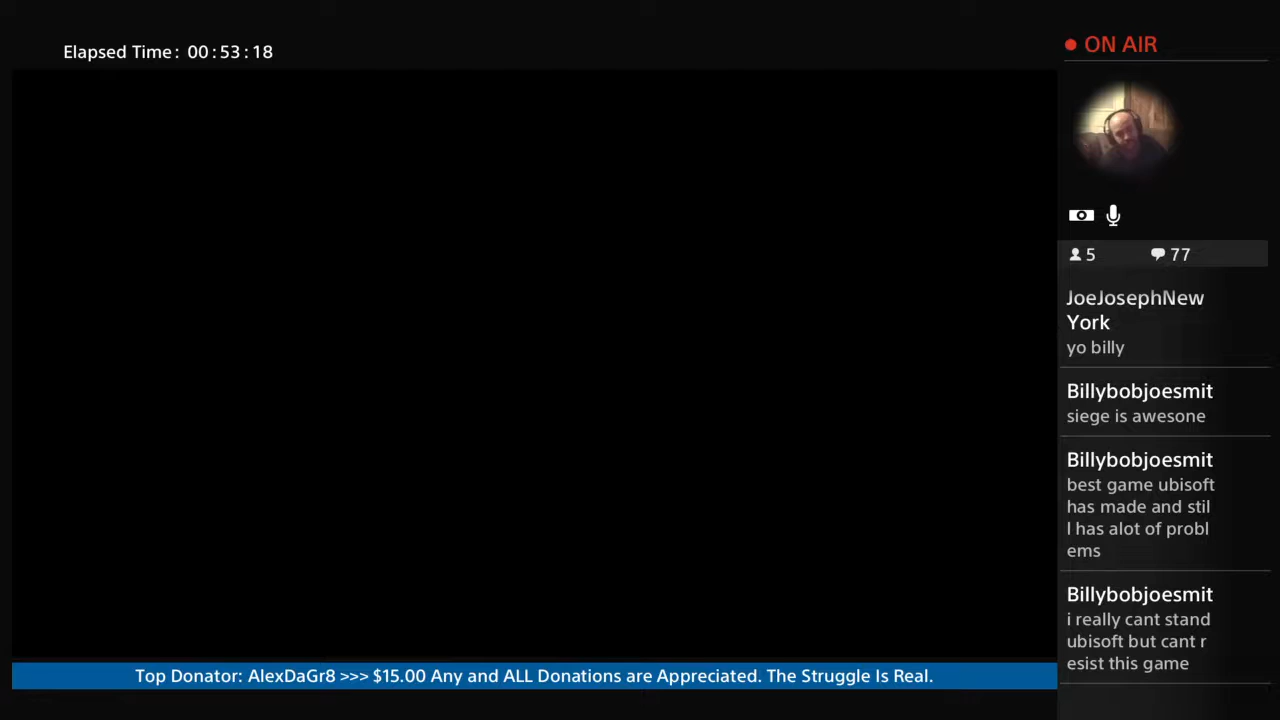 Elapsed Time: 00:53:18
ON AIR
5 77
JoeJosephNew
York
yo billy
Billybobjoesmit
siege is awesone
Billybobjoesmit
best game ubisoft
has made and stil
l has alot of probl
ems
Billybobjoesmit
i really cant stand
ubisoft but cant r
esist this game
Top Donator: AlexDaGr8 >>> $15.00 Any and ALL Donations are Appreciated. The Struggle Is Real.